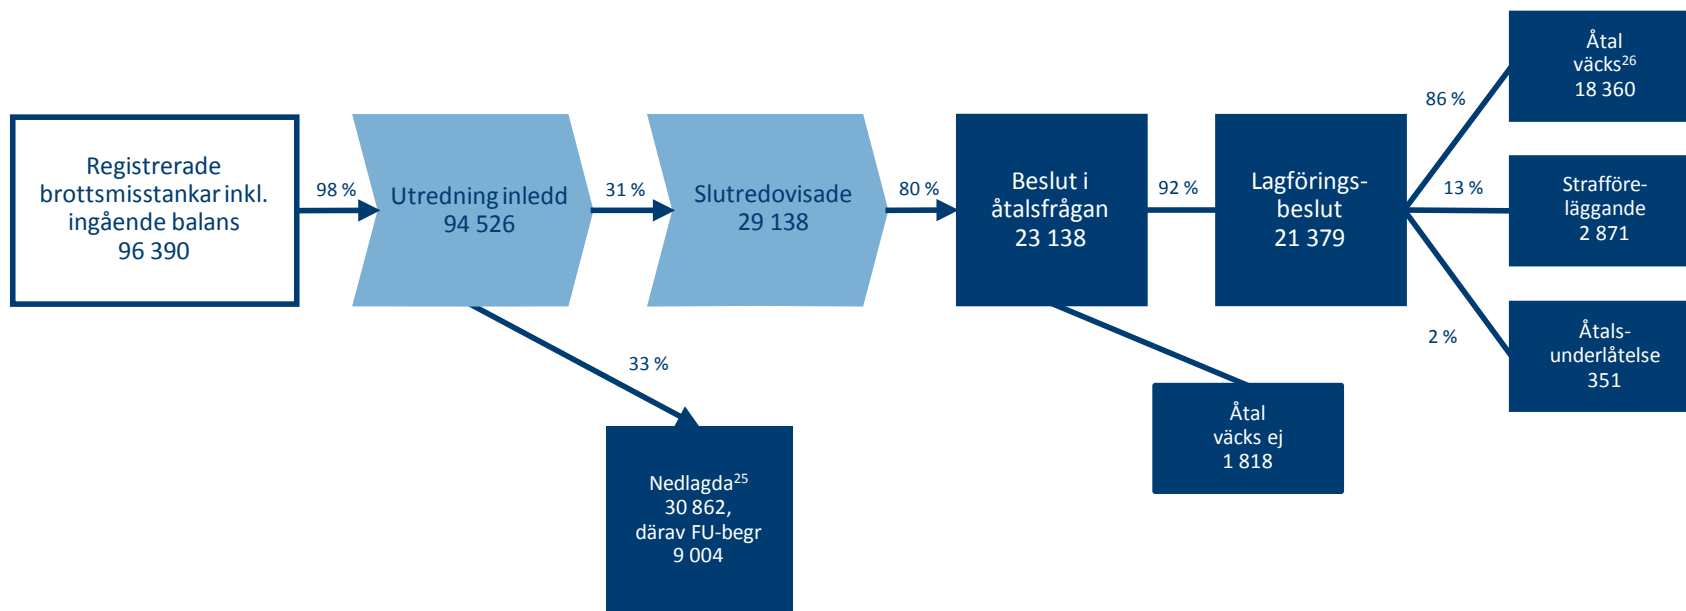 Registrerade
brottsmisstankar inkl.
ingående balans
96 390
98 %
Utredning inledd
94 526
31 %
Slutredovisade
29 138
80 %
Beslut i
åtalsfrågan
23 138
92 %
Lagförings-
beslut
21 379
86 %
Åtal
väcks26
18 360
13 %
Strafföre-
läggande
2 871
2 %
Åtals-
underlåtelse
351
33 %
Nedlagda25
30 862,
därav FU-begr
9 004
Åtal
väcks ej
1 818